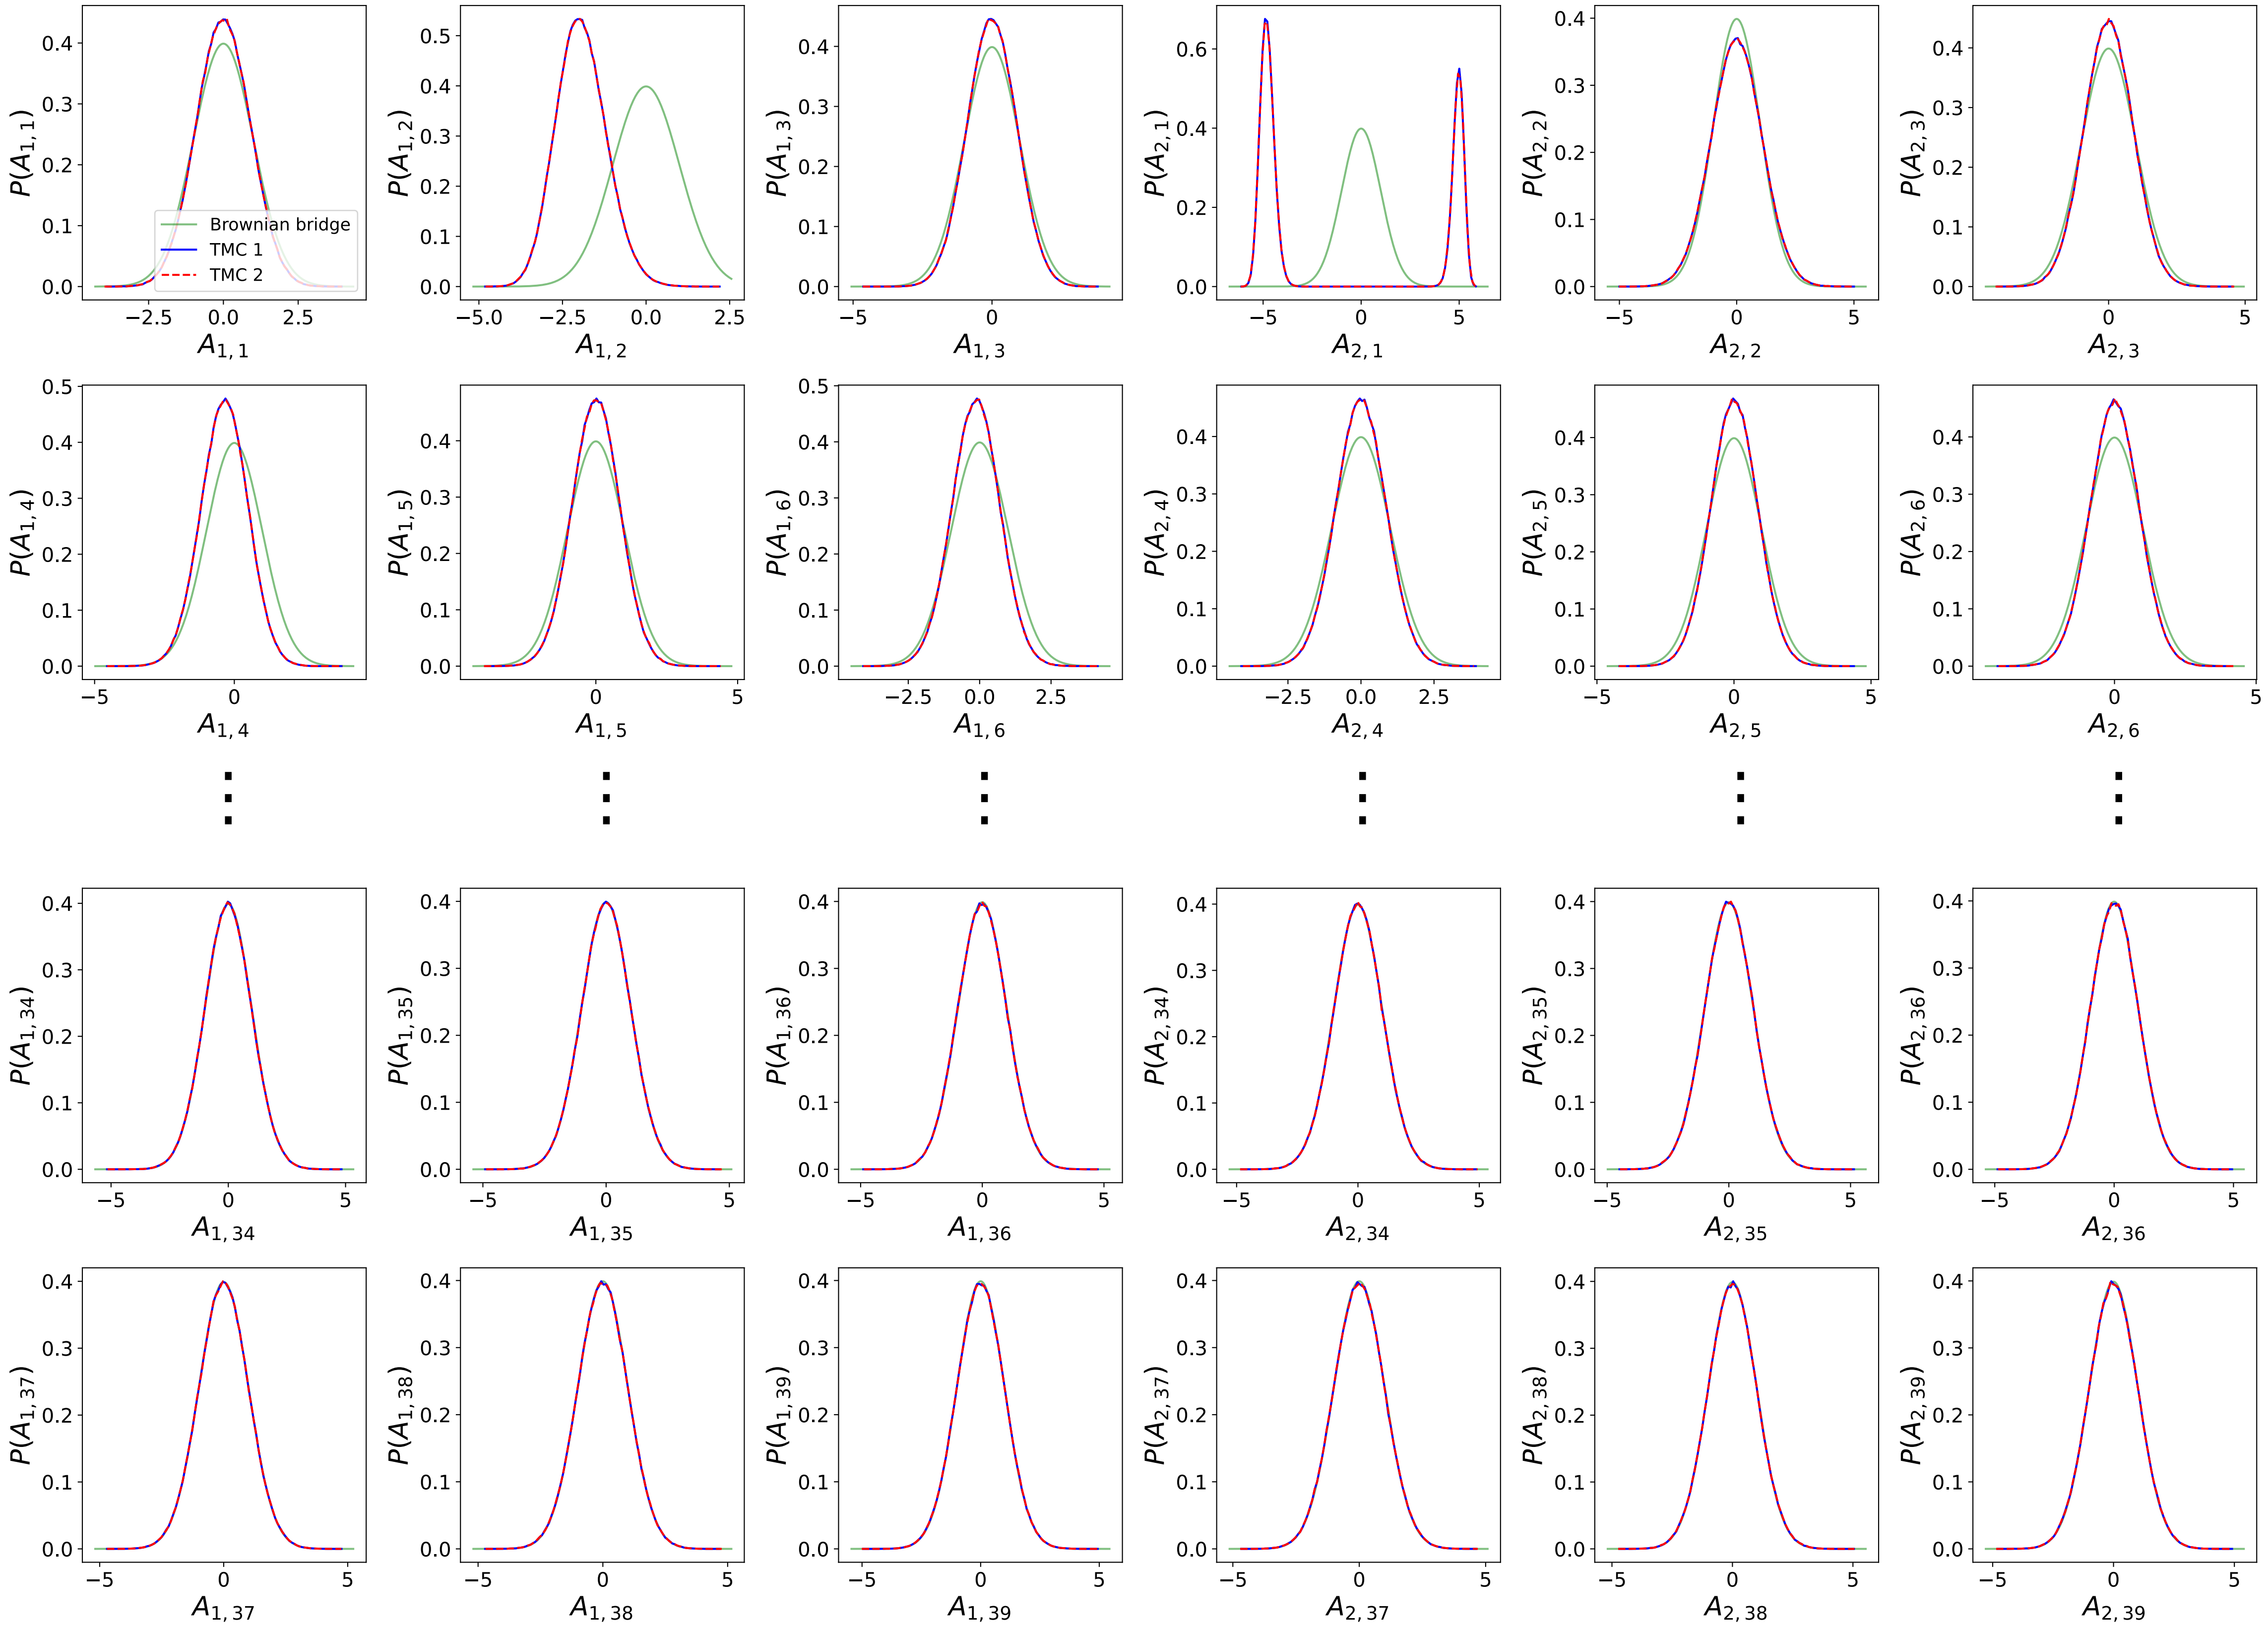 P(A1,1)
0.4
0.3
0.2
0.1
0.0
−2.5 0.0 2.5
A1,1
Brownian bridge
TMC 1
TMC 2
P(A1,2)
0.5
0.4
0.3
0.2
0.1
0.0
−5.0 −2.5 0.0 2.5
A1,2
P(A1,3)
0.4
0.3
0.2
0.1
0.0
−5 0
A1,3
P(A2,1)
0.6
0.4
0.2
0.0
−5 0 5
A2,1
P(A2,2)
0.4
0.3
0.2
0.1
0.0
−5 0 5
A2,2
P(A2,3)
0.4
0.3
0.2
0.1
0.0
0 5
A2,3
P(A1,4)
0.5
0.4
0.3
0.2
0.1
0.0
−5 0
A1,4
P(A1,5)
0.4
0.3
0.2
0.1
0.0
0 5
A1,5
P(A1,6)
0.5
0.4
0.3
0.2
0.1
0.0
−2.5 0.0 2.5
A1,6
P(A2,4)
0.4
0.3
0.2
0.1
0.0
−2.5 0.0 2.5
A2,4
P(A2,5)
0.4
0.3
0.2
0.1
0.0
−5 0 5
A2,5
P(A2,6)
0.4
0.3
0.2
0.1
0.0
0 5
A2,6
P(A1,34)
0.4
0.3
0.2
0.1
0.0
−5 0 5
A1,34
P(A1,35)
0.4
0.3
0.2
0.1
0.0
−5 0 5
A1,35
P(A1,36)
0.4
0.3
0.2
0.1
0.0
−5 0 5
A1,36
P(A2,34)
0.4
0.3
0.2
0.1
0.0
−5 0 5
A2,34
P(A2,35)
0.4
0.3
0.2
0.1
0.0
−5 0 5
A2,35
P(A2,36)
0.4
0.3
0.2
0.1
0.0
−5 0 5
A2,36
P(A1,37)
0.4
0.3
0.2
0.1
0.0
−5 0 5
A1,37
P(A1,38)
0.4
0.3
0.2
0.1
0.0
−5 0 5
A1,38
P(A1,39)
0.4
0.3
0.2
0.1
0.0
−5 0 5
A1,39
P(A2,37)
0.4
0.3
0.2
0.1
0.0
−5 0 5
A2,37
P(A2,38)
0.4
0.3
0.2
0.1
0.0
−5 0 5
A2,38
P(A2,39)
0.4
0.3
0.2
0.1
0.0
−5 0 5
A2,39